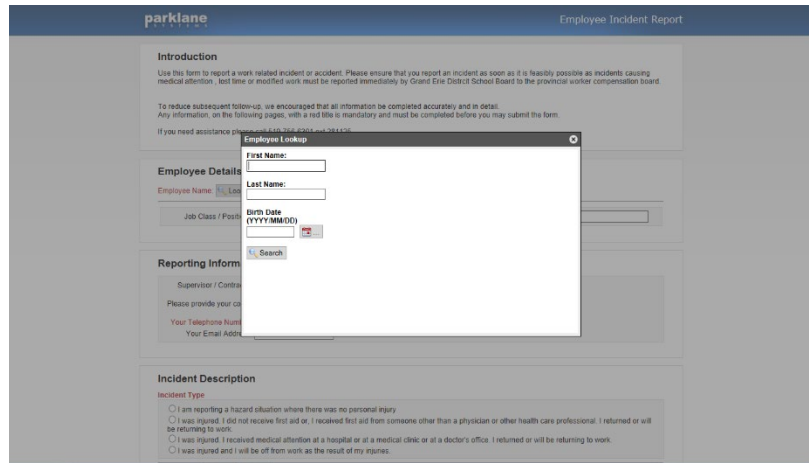 parklane
SYSTEMS
Employee Incident Report
Introduction
Use this form to report a work related incident or accident. Please ensure that you report an incident as soon as it is feasibly possible as incidents causing
medical attention , lost time or modified work must be reported immediately by Grand Erie Distrcit School Board to the provincial worker compensation board.
To reduce subsequent follow-up, we encouraged that all information be completed accurately and in detail.
Any information, on the following pages, with a red title is mandatory and must be completed before you may submit the form.
If you need assistance
Employee Lookup
First Name:
Last Name:
Birth Date
(YYYY/MM/DD)
...
Search
Employee Details
Employee Name:
Job Class /
Reporting
Supervisor /
Please provide your
Your Telephone
Your Email
Incident Description
Incident Type
I am reporting a hazard situation where there was no personal injury.
I was injured. I did not receive first aid or, I received first aid from someone other than a physician or other health care professional. I returned or will
be returning to work.
I was injured. I received medical attention at a hospital or at a medical clinic or at a doctor's office. I returned or will be returning to work.
I was injured and I will be off from work as the result of my injuries.